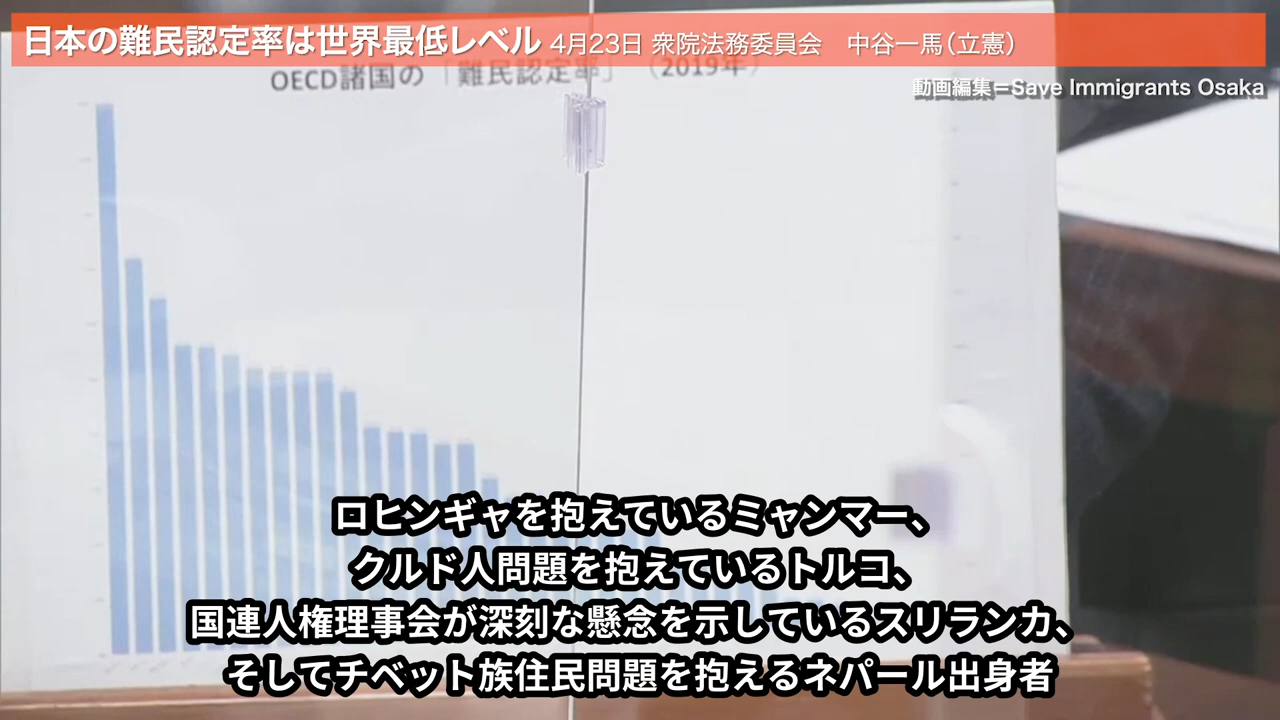 日本の難民認定率は世界最低レベル 4月23日 衆院法務委員会 中谷一馬(立憲)
OECD諸国の「難民認定率」(2019年)
動画編集=Save Immigrants Osaka
ロヒンギャを抱えているミャンマー、
クルド人問題を抱えているトルコ、
国連人権理事会が深刻な懸念を示しているスリランカ、
そしてチベット族住民問題を抱えるネパール出身者